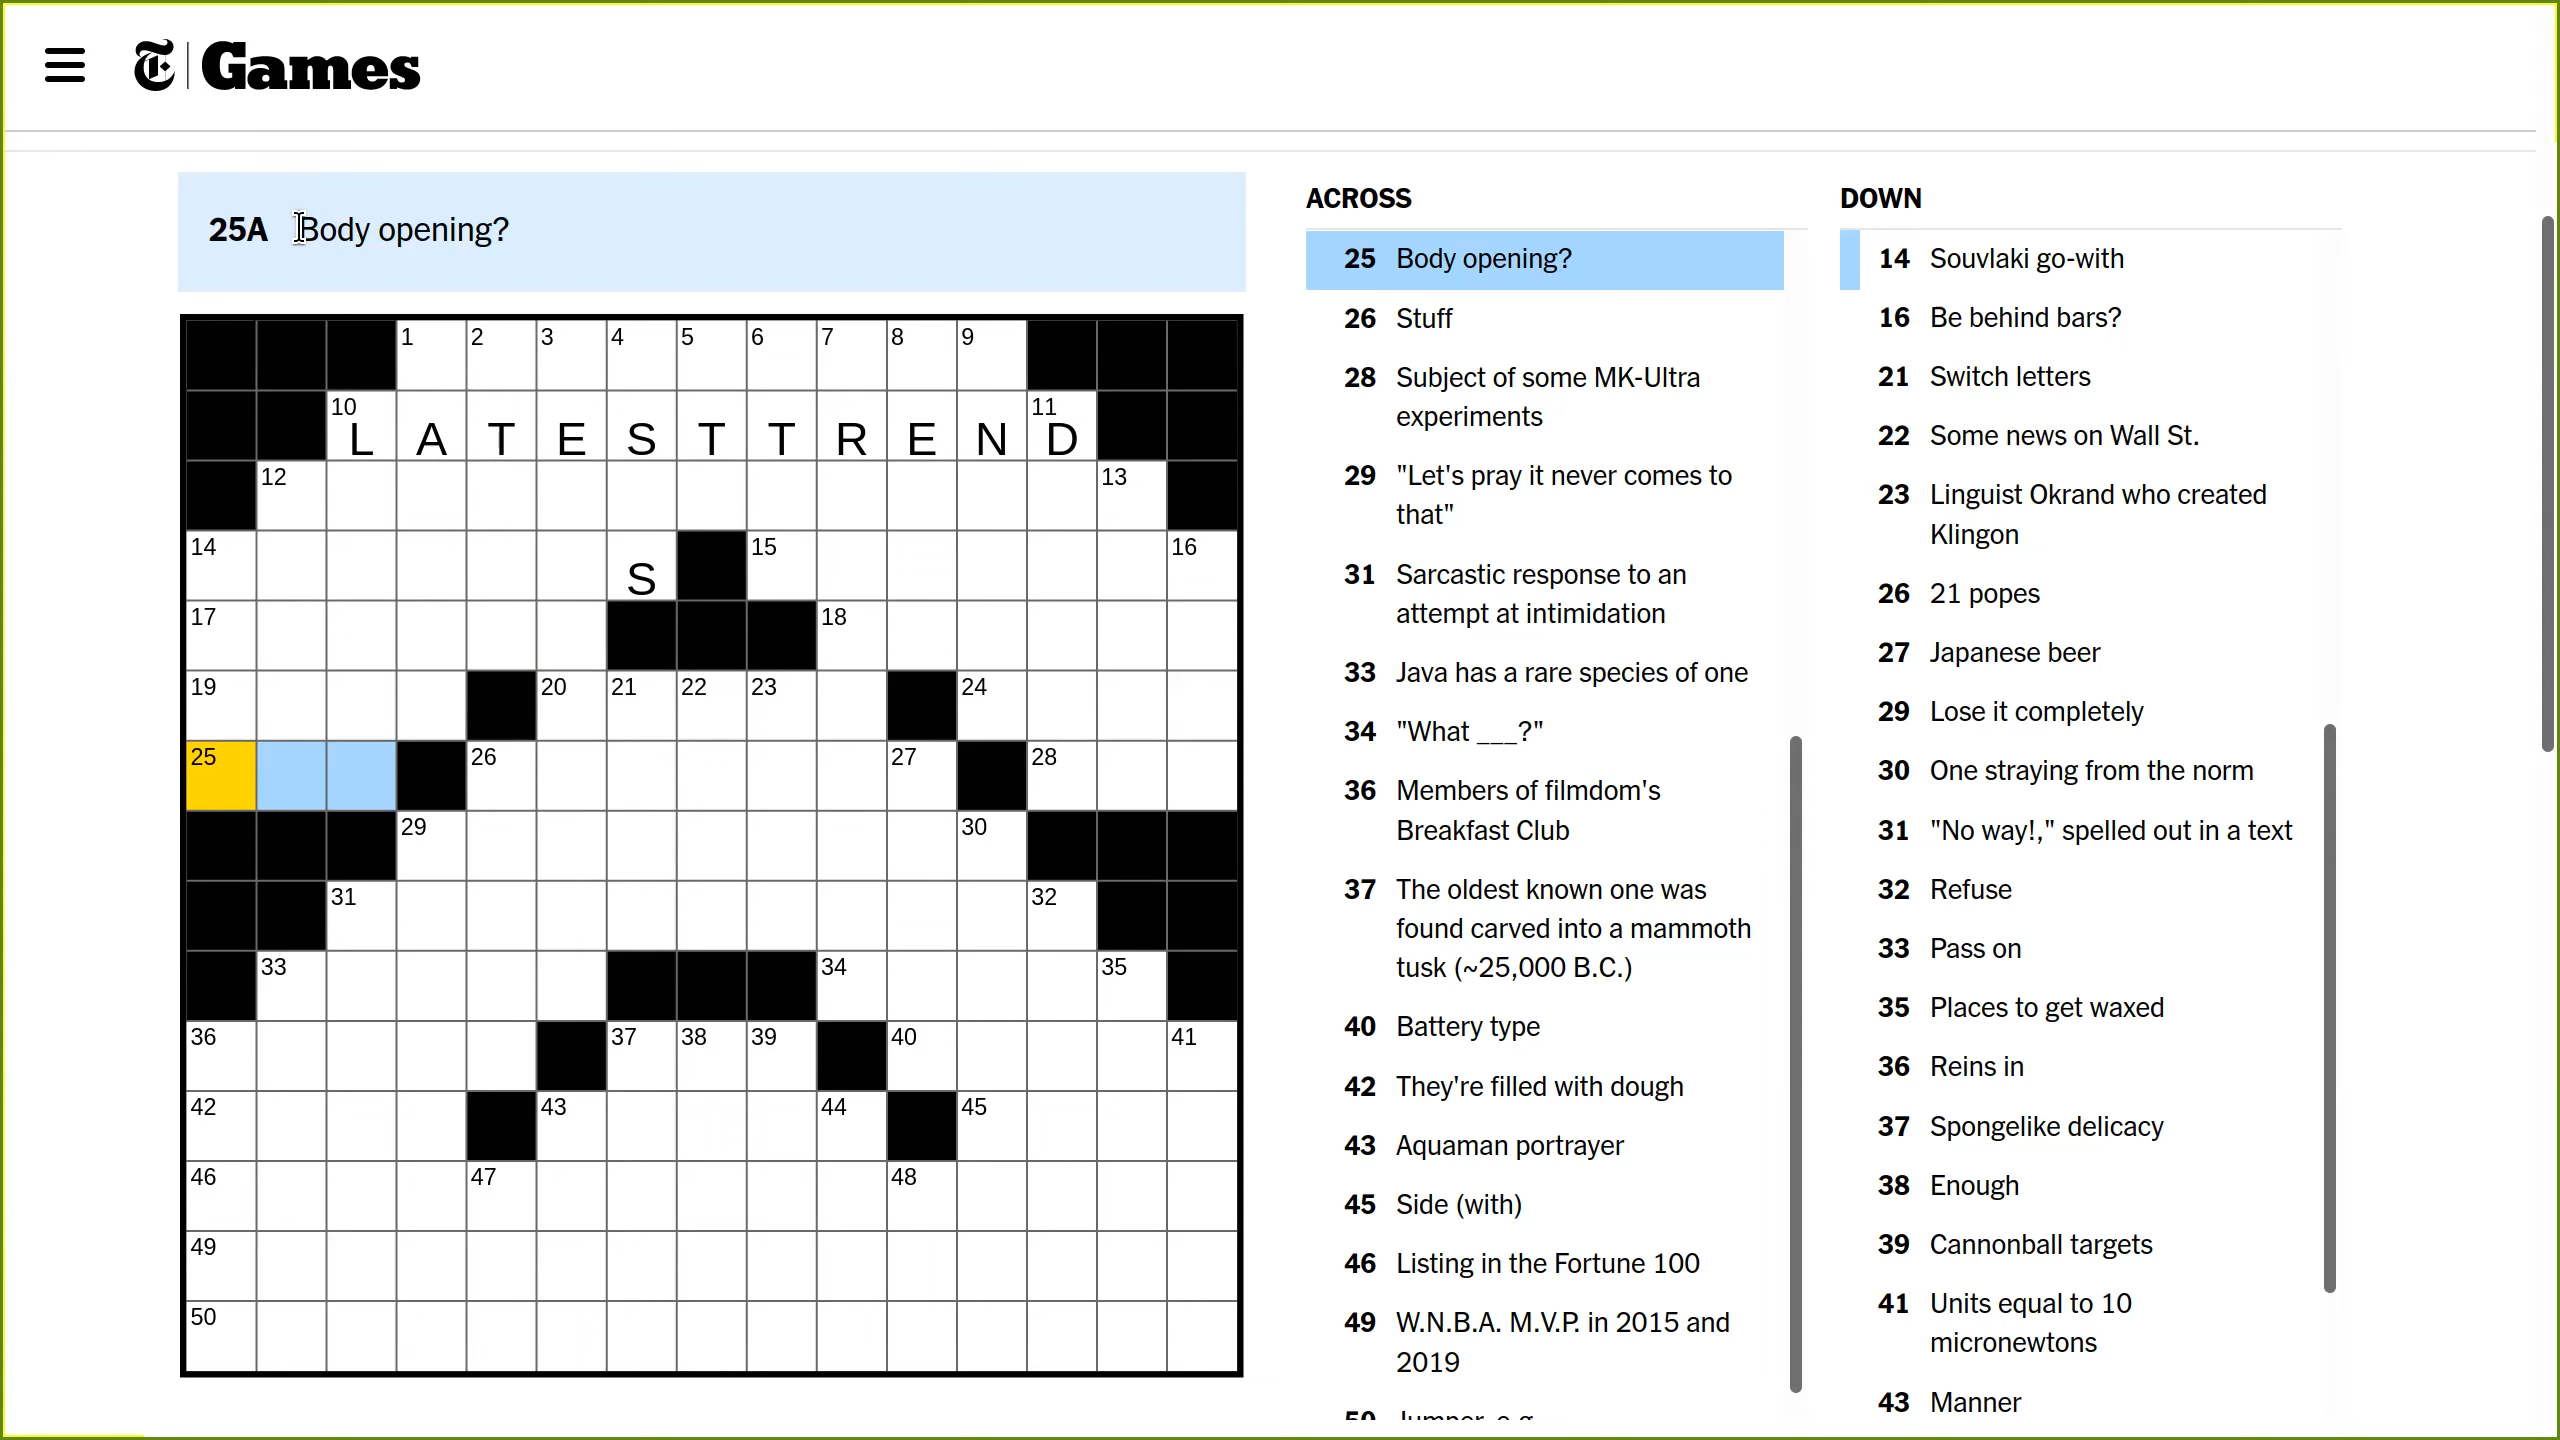 Games
25A Body opening?
1 2 3 4 5 6 7 8 9
10 11
L A T E S T T R E N D
12 13
14 15 16
S
17 18
19 20 21 22 23 24
25 26 27 28
29 30
31 32
33 34 35
36 37 38 39 40 41
42 43 44 45
46 47 48
49
50
ACROSS
25 Body opening?
26 Stuff
28 Subject of some MK-Ultra
experiments
29 "Let's pray it never comes to
that"
31 Sarcastic response to an
attempt at intimidation
33 Java has a rare species of one
34 "What ___?"
36 Members of filmdom's
Breakfast Club
37 The oldest known one was
found carved into a mammoth
tusk (~25,000 B.C.)
40 Battery type
42 They're filled with dough
43 Aquaman portrayer
45 Side (with)
46 Listing in the Fortune 100
49 W.N.B.A. M.V.P. in 2015 and
2019
50 Jumper, e.g.
DOWN
14 Souvlaki go-with
16 Be behind bars?
21 Switch letters
22 Some news on Wall St.
23 Linguist Okrand who created
Klingon
26 21 popes
27 Japanese beer
29 Lose it completely
30 One straying from the norm
31 "No way!," spelled out in a text
32 Refuse
33 Pass on
35 Places to get waxed
36 Reins in
37 Spongelike delicacy
38 Enough
39 Cannonball targets
41 Units equal to 10
micronewtons
43 Manner